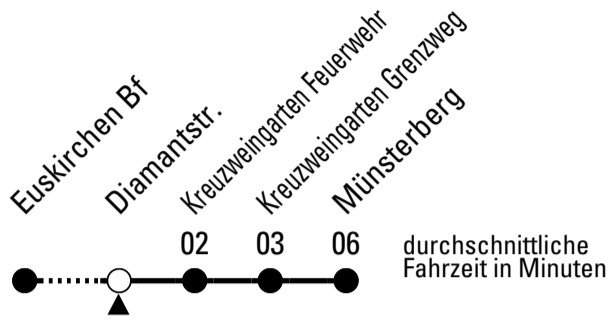 Euskirchen Bf
Diamantstr.
Kreuzweingarten Feuerwehr
Kreuzweingarten Grenzweg
Münsterberg
02 03 06
durchschnittliche
Fahrzeit in Minuten